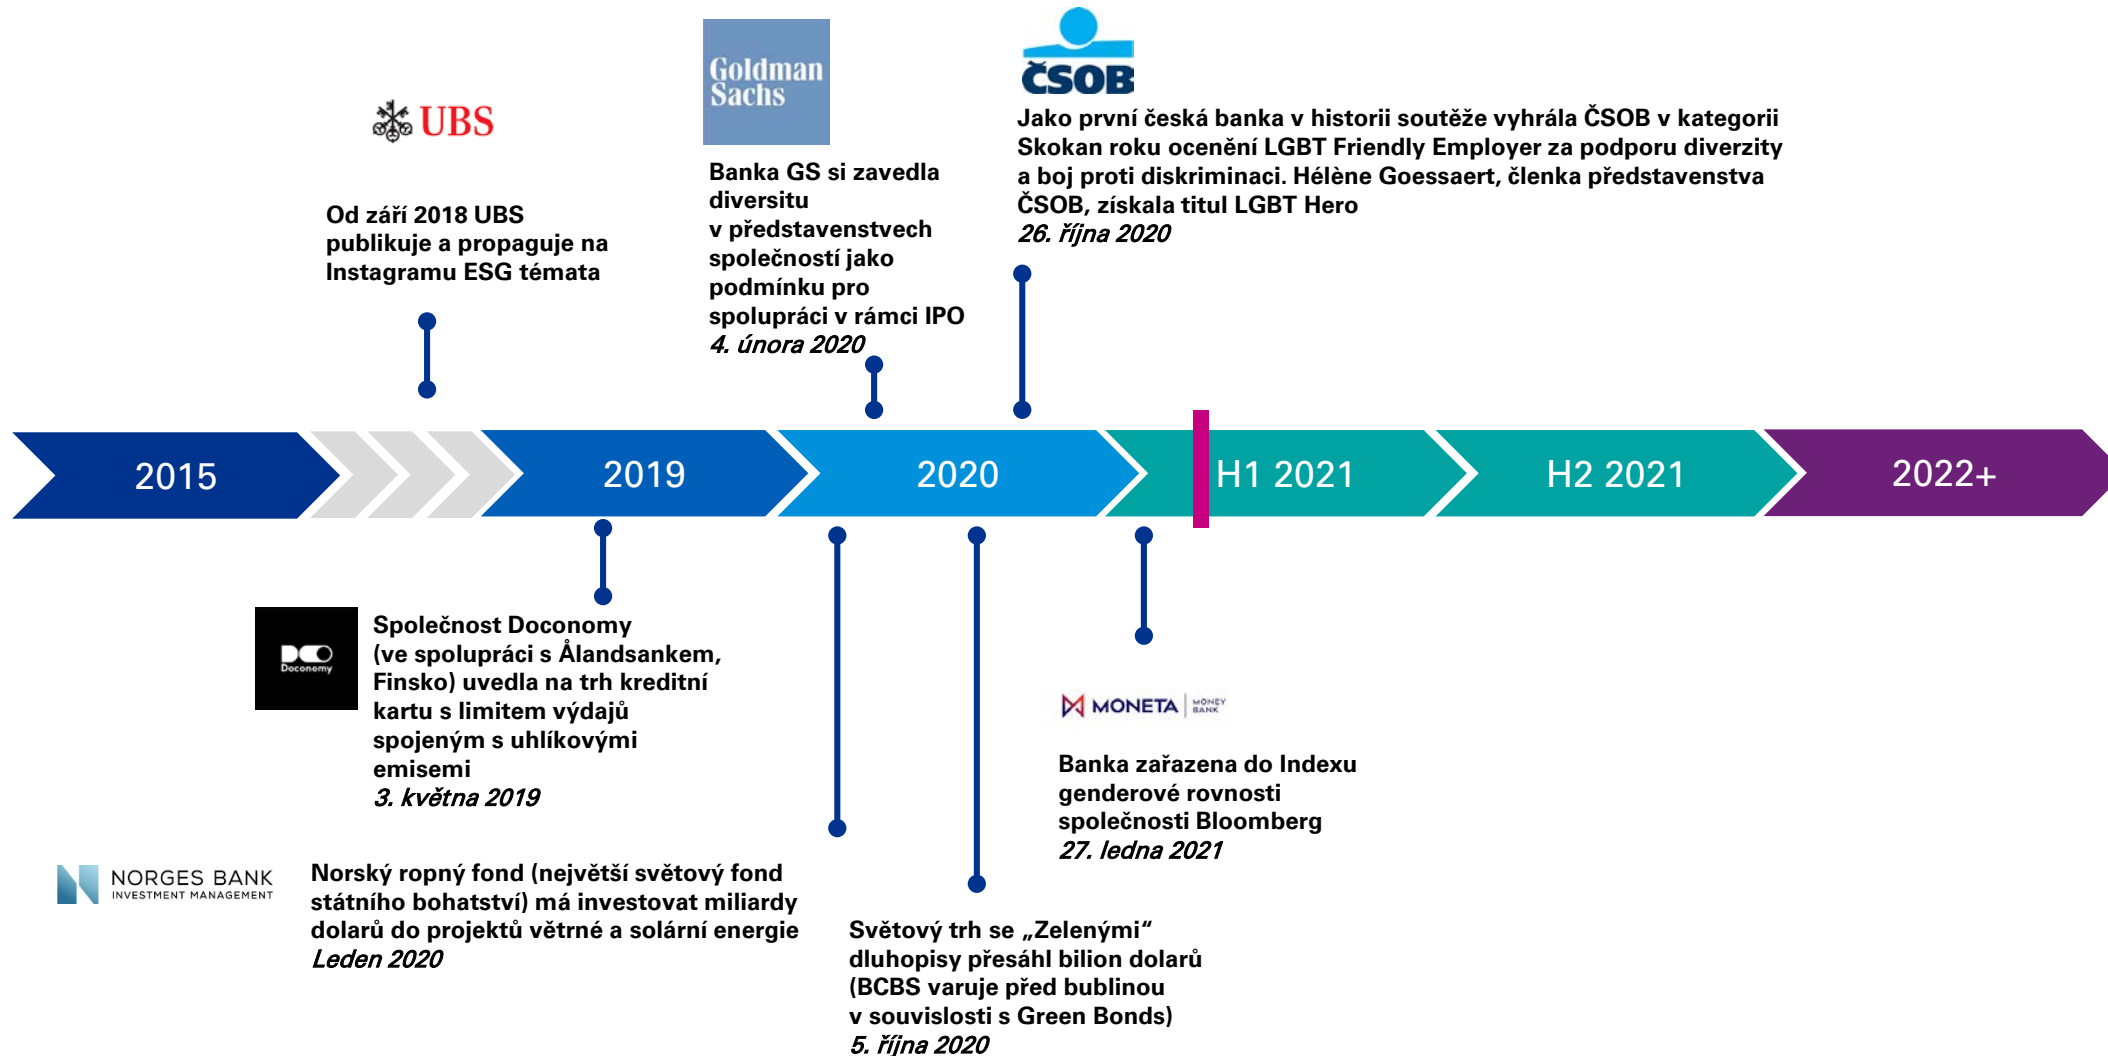 UBS
Od září 2018 UBS
publikuje a propaguje na
Instagramu ESG témata
Goldman
Sachs
Banka GS si zavedla
diversitu
v představenstvech
společností jako
podmínku pro
spolupráci v rámci IPO
4. února 2020
ČSOB
Jako první česká banka v historii soutěže vyhrála ČSOB v kategorii
Skokan roku ocenění LGBT Friendly Employer za podporu diverzity
a boj proti diskriminaci. Hélène Goessaert, členka představenstva
ČSOB, získala titul LGBT Hero
26. října 2020
2015
2019
2020
H1 2021
H2 2021
2022+
Doconomy
Společnost Doconomy
(ve spolupráci s Ålandsankem,
Finsko) uvedla na trh kreditní
kartu s limitem výdajů
spojeným s uhlíkovými
emisemi
3. května 2019
NORGES BANK
INVESTMENT MANAGEMENT
Norský ropný fond (největší světový fond
státního bohatství) má investovat miliardy
dolarů do projektů větrné a solární energie
Leden 2020
Světový trh se „Zelenými“
dluhopisy přesáhl bilion dolarů
(BCBS varuje před bublinou
v souvislosti s Green Bonds)
5. října 2020
MONETA MONEY
BANK
Banka zařazena do Indexu
genderové rovnosti
společnosti Bloomberg
27. ledna 2021